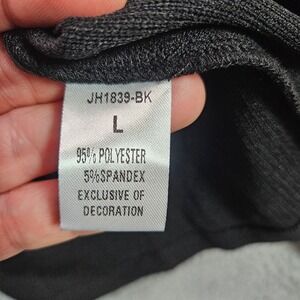 JH1839-BK
L
95% POLYESTER
5%SPANDEX
EXCLUSIVE OF
DECORATION